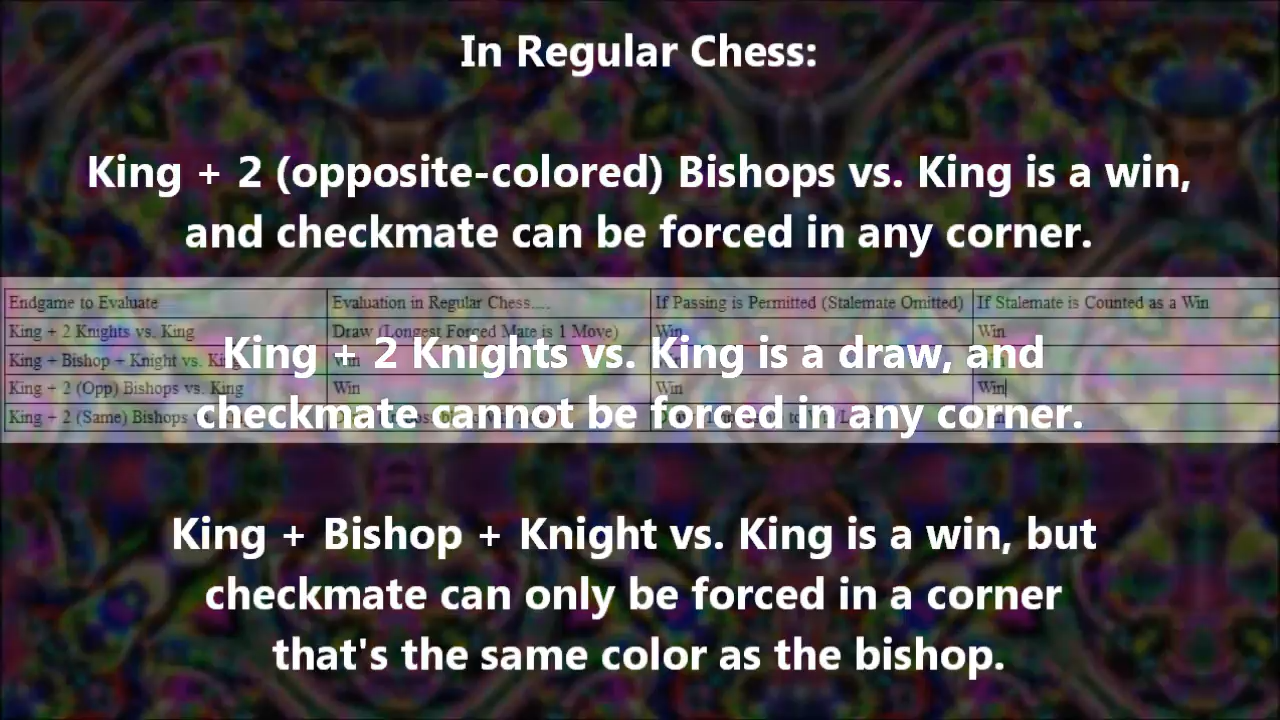 In Regular Chess:
King + 2 (opposite-colored) Bishops vs. King is a win,
and checkmate can be forced in any corner.
Endgame to Evaluate Evaluation in Regular Chess.... If Passing is Permitted (Stalemate Omitted) If Stalemate is Counted as a Win
King + 2 Knights vs. King Draw (Longest Forced Mate is 1 Move) Win Win
King + Bishop + Knight vs.
King + 2 Knights vs. King is a draw, and
King + 2 (Opp) Bishops vs. King Win Win Win
King + 2 (Same) Bishops
checkmate cannot be forced in any corner.
King + Bishop + Knight vs. King is a win, but
checkmate can only be forced in a corner
that's the same color as the bishop.